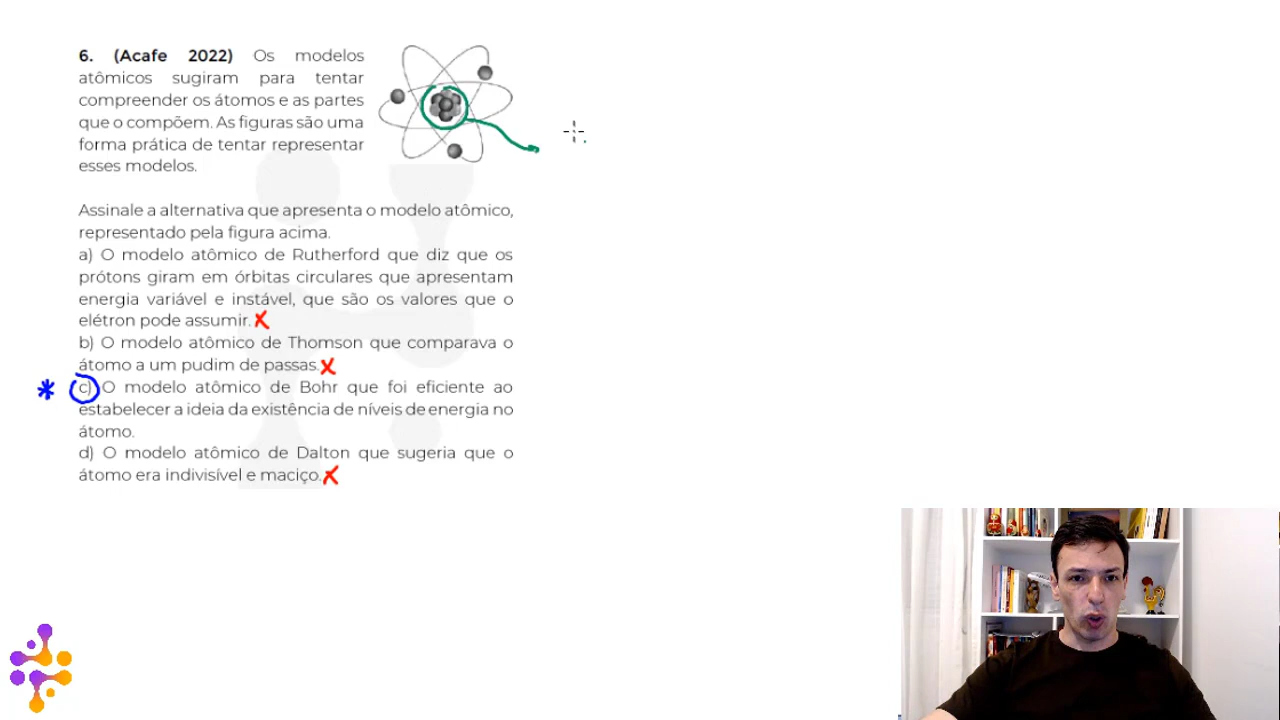 6. (Acafe 2022) Os modelos
atômicos sugiram para tentar
compreender os átomos e as partes
que o compõem. As figuras são uma
forma prática de tentar representar
esses modelos.
Assinale a alternativa que apresenta o modelo atômico,
representado pela figura acima.
a) O modelo atômico de Rutherford que diz que os
prótons giram em órbitas circulares que apresentam
energia variável e instável, que são os valores que o
elétron pode assumir.
b) O modelo atômico de Thomson que comparava o
átomo a um pudim de passas.
c) O modelo atômico de Bohr que foi eficiente ao
estabelecer a ideia da existência de níveis de energia no
átomo.
d) O modelo atômico de Dalton que sugeria que o
átomo era indivisível e maciço.